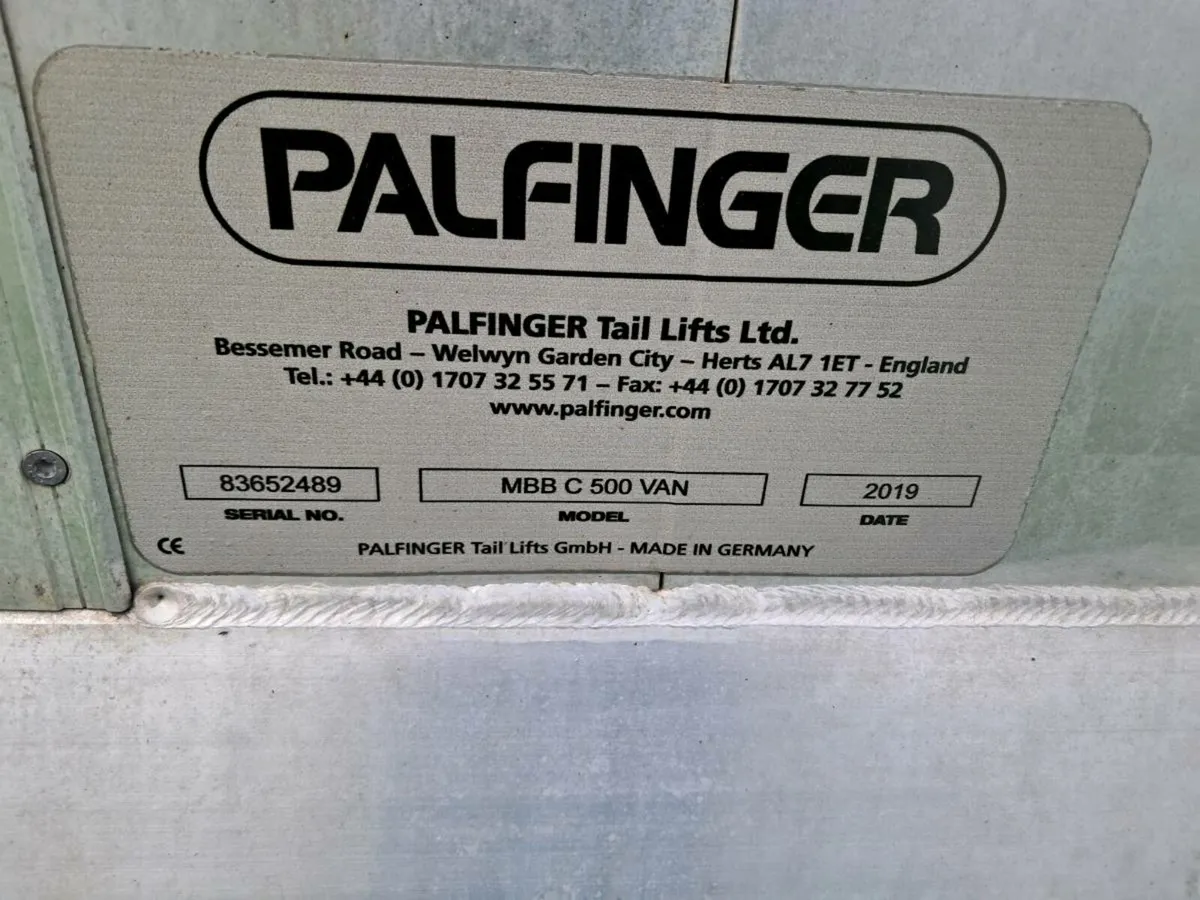 PALFINGER
PALFINGER Tail Lifts Ltd.
Bessemer Road – Welwyn Garden City – Herts AL7 1ET - England
Tel.: +44 (0) 1707 32 55 71 – Fax: +44 (0) 1707 32 77 52
www.palfinger.com
83652489 MBB C 500 VAN 2019
SERIAL NO. MODEL DATE
CE PALFINGER Tail Lifts GmbH - MADE IN GERMANY